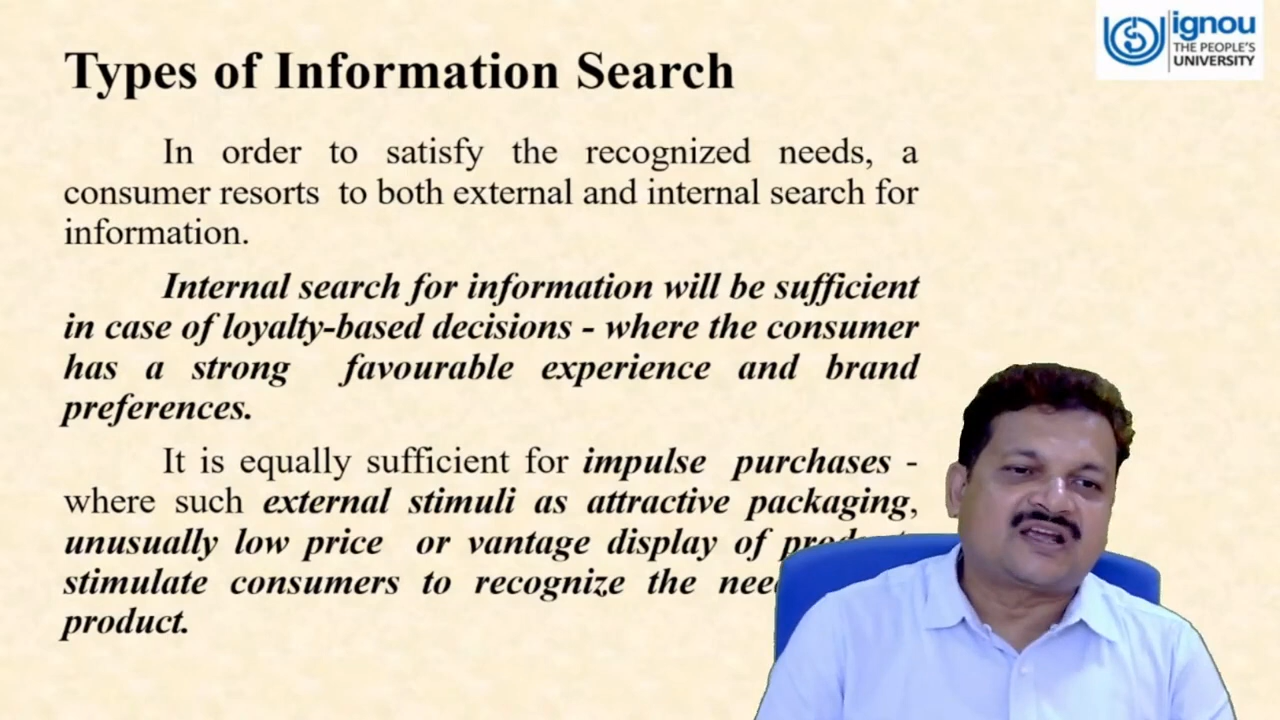 Types of Information Search
ignou
THE PEOPLE'S
UNIVERSITY
In order to satisfy the recognized needs, a
consumer resorts to both external and internal search for
information.
Internal search for information will be sufficient
in case of loyalty-based decisions - where the consumer
has a strong favourable experience and brand
preferences.
It is equally sufficient for impulse purchases -
where such external stimuli as attractive packaging,
unusually low price or vantage display of
stimulate consumers to recognize the
product.